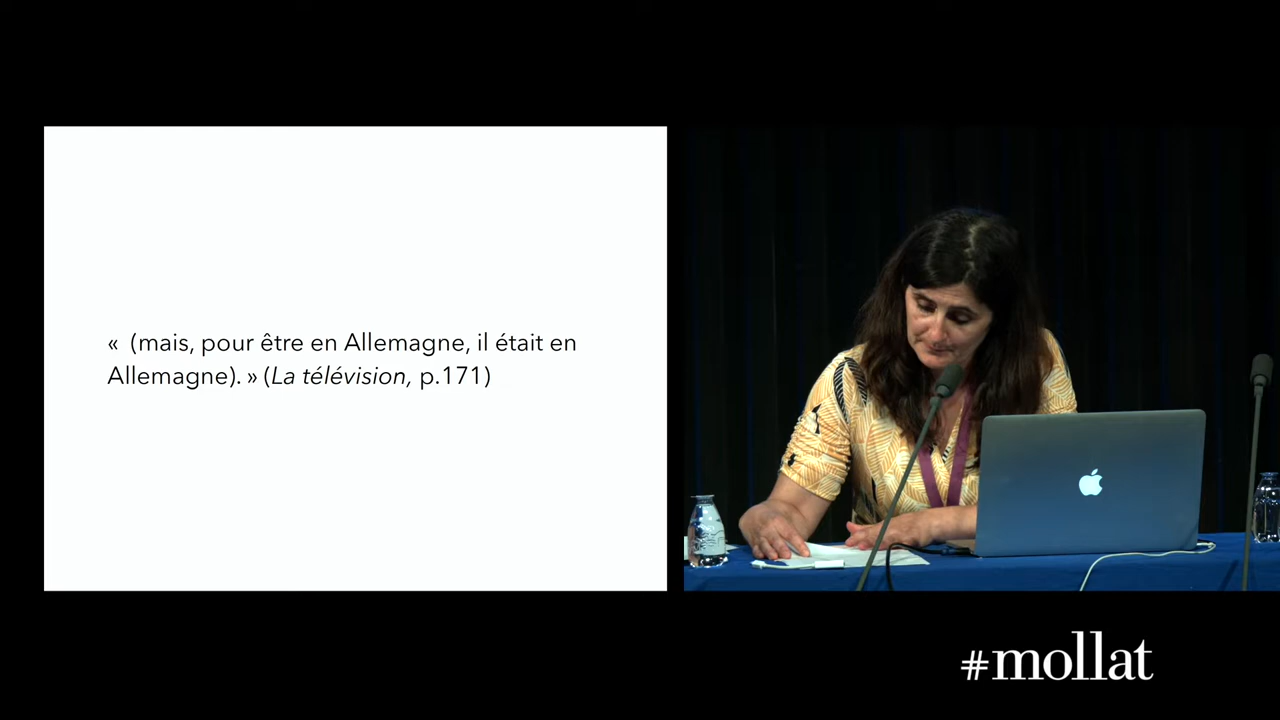 «  (mais, pour être en Allemagne, il était en
Allemagne). » (La télévision, p.171)
#mollat